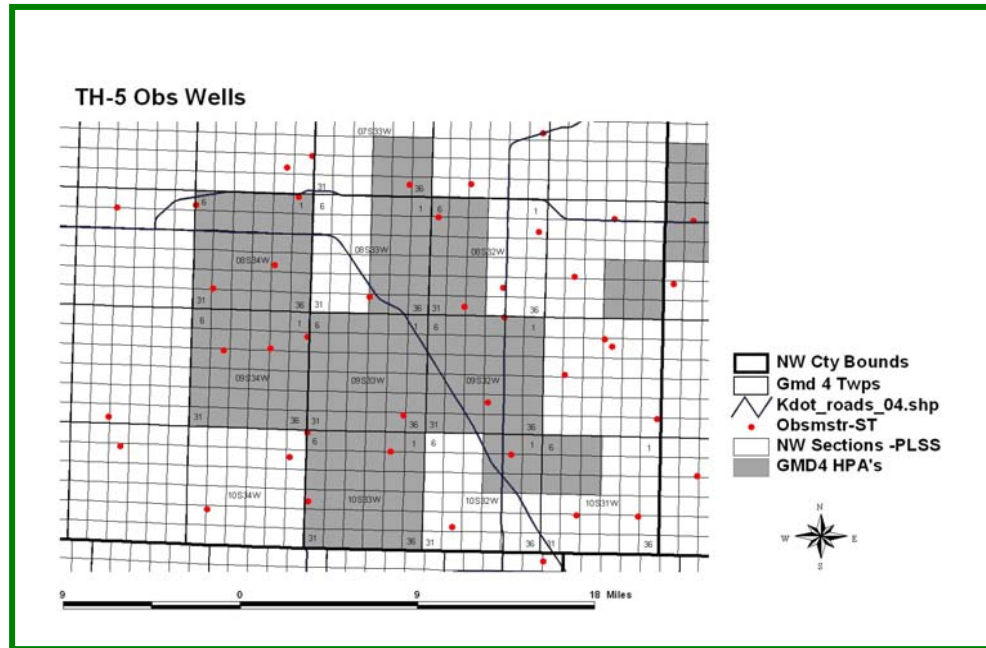 TH-5 Obs Wells
07S33W
31
36
6
1
6
1
6
1
08S34W
08S33W
08S32W
31
36
31
36
31
36
6
1
6
1
6
1
09S34W
09S33W
09S32W
31
36
31
36
31
6
1
6
1
6
1
10S34W
10S33W
10S32W
10S31W
31
36
31
36
31
36
NW Cty Bounds
Gmd 4 Twps
Kdot_roads_04.shp
Obsmstr-ST
NW Sections -PLSS
GMD4 HPA's
N
W E
S
9 0 9 18 Miles